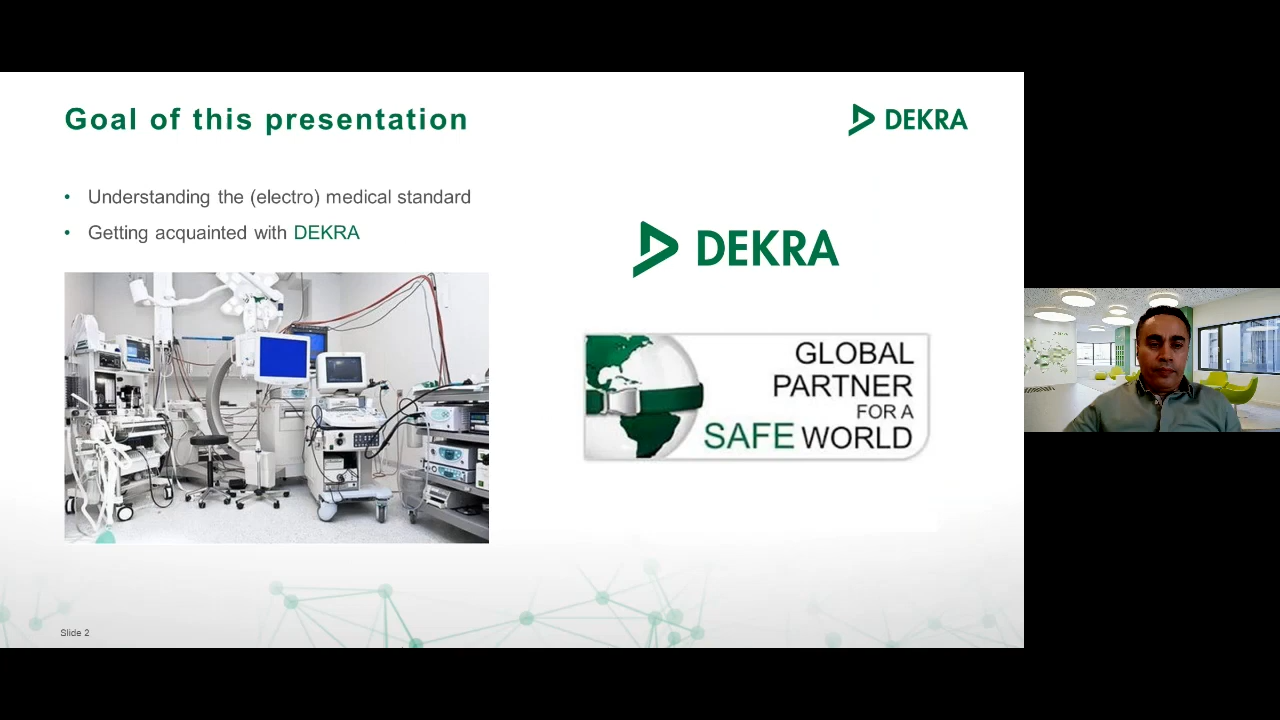 Goal of this presentation
DEKRA
• Understanding the (electro) medical standard
• Getting acquainted with DEKRA
DEKRA
GLOBAL
PARTNER
FOR A
SAFE WORLD
Slide 2